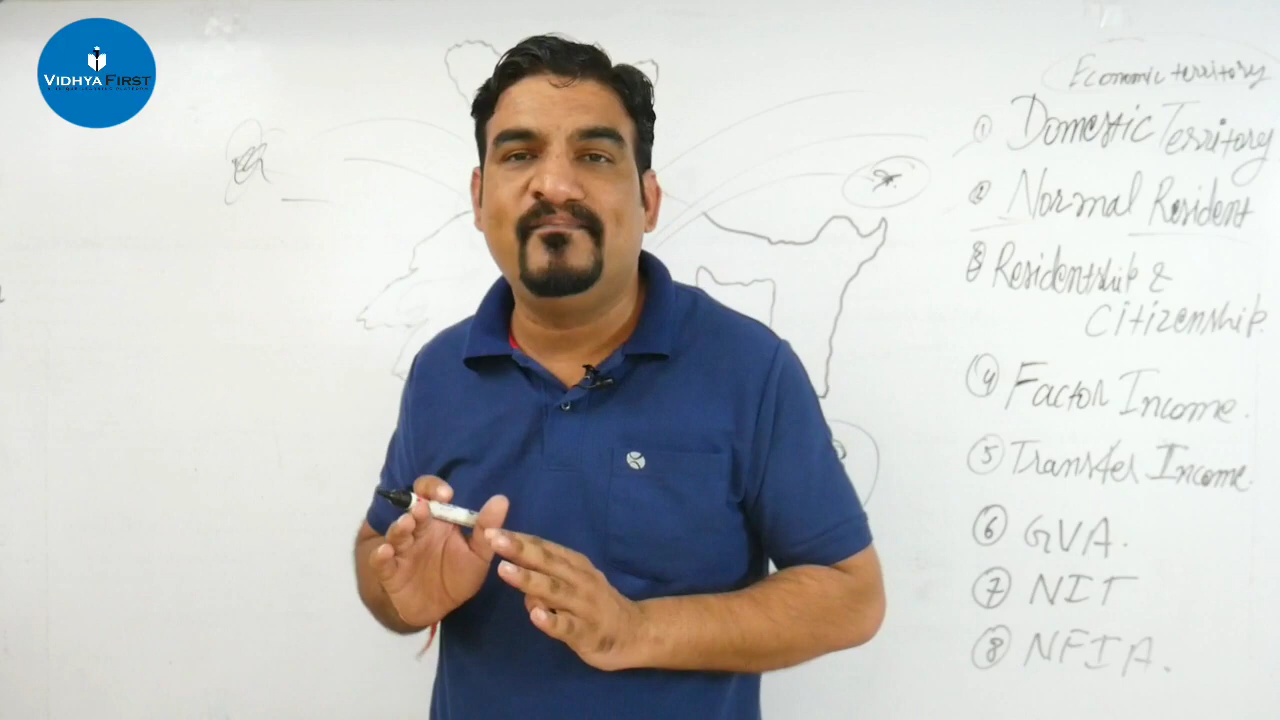 VIDHYA FIRST
Economic territory
① Domestic Territory
② Normal Resident
③ Residentship &
Citizenship.
④ Factor Income.
⑤ Transfer Income.
⑥ GVA.
⑦ NIT
⑧ NFIA.